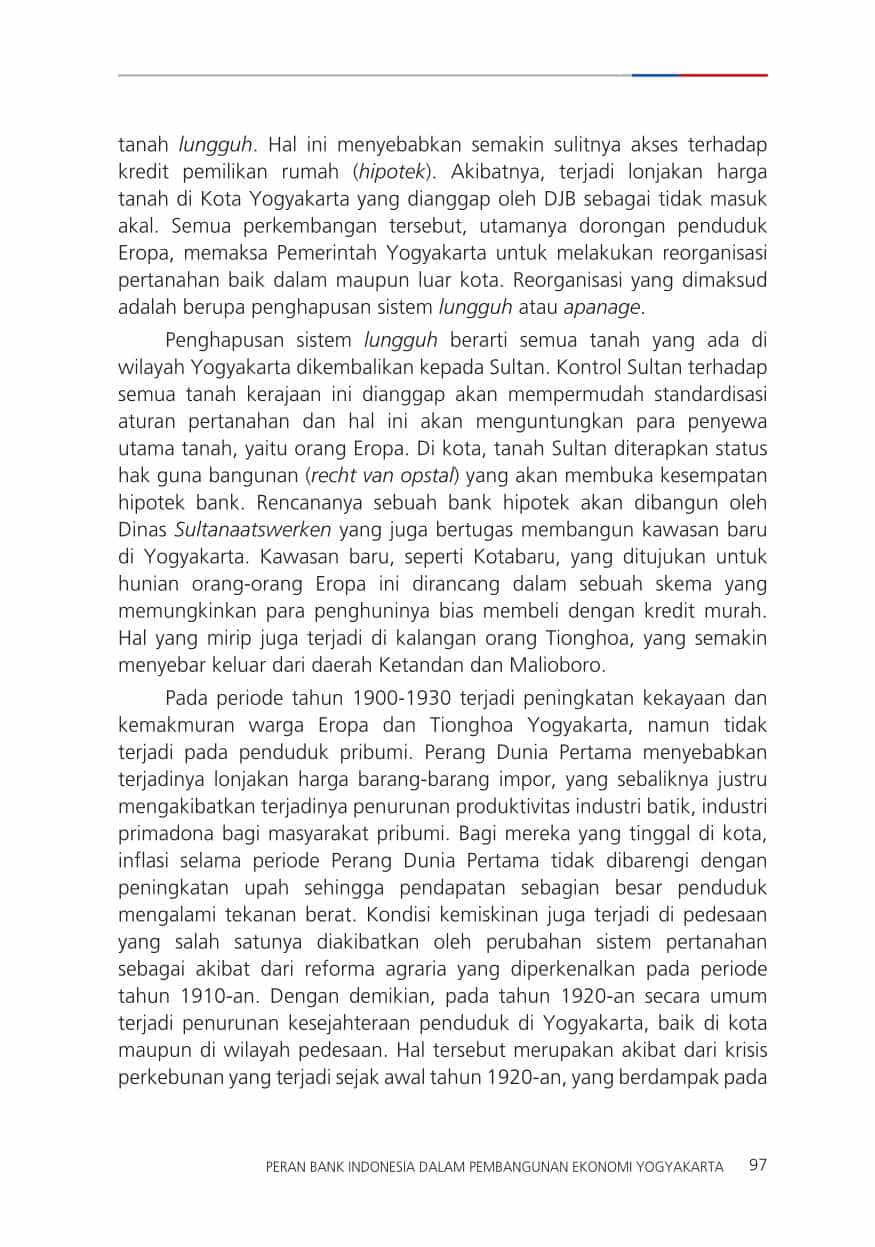 tanah lungguh. Hal ini menyebabkan semakin sulitnya akses terhadap
kredit pemilikan rumah (hipotek). Akibatnya, terjadi lonjakan harga
tanah di Kota Yogyakarta yang dianggap oleh DJB sebagai tidak masuk
akal. Semua perkembangan tersebut, utamanya dorongan penduduk
Eropa, memaksa Pemerintah Yogyakarta untuk melakukan reorganisasi
pertanahan baik dalam maupun luar kota. Reorganisasi yang dimaksud
adalah berupa penghapusan sistem lungguh atau apanage.
Penghapusan sistem lungguh berarti semua tanah yang ada di
wilayah Yogyakarta dikembalikan kepada Sultan. Kontrol Sultan terhadap
semua tanah kerajaan ini dianggap akan mempermudah standardisasi
aturan pertanahan dan hal ini akan menguntungkan para penyewa
utama tanah, yaitu orang Eropa. Di kota, tanah Sultan diterapkan status
hak guna bangunan (recht van opstal) yang akan membuka kesempatan
hipotek bank. Rencananya sebuah bank hipotek akan dibangun oleh
Dinas Sultanaatswerken yang juga bertugas membangun kawasan baru
di Yogyakarta. Kawasan baru, seperti Kotabaru, yang ditujukan untuk
hunian orang-orang Eropa ini dirancang dalam sebuah skema yang
memungkinkan para penghuninya bias membeli dengan kredit murah.
Hal yang mirip juga terjadi di kalangan orang Tionghoa, yang semakin
menyebar keluar dari daerah Ketandan dan Malioboro.
Pada periode tahun 1900-1930 terjadi peningkatan kekayaan dan
kemakmuran warga Eropa dan Tionghoa Yogyakarta, namun tidak
terjadi pada penduduk pribumi. Perang Dunia Pertama menyebabkan
terjadinya lonjakan harga barang-barang impor, yang sebaliknya justru
mengakibatkan terjadinya penurunan produktivitas industri batik, industri
primadona bagi masyarakat pribumi. Bagi mereka yang tinggal di kota,
inflasi selama periode Perang Dunia Pertama tidak dibarengi dengan
peningkatan upah sehingga pendapatan sebagian besar penduduk
mengalami tekanan berat. Kondisi kemiskinan juga terjadi di pedesaan
yang salah satunya diakibatkan oleh perubahan sistem pertanahan
sebagai akibat dari reforma agraria yang diperkenalkan pada periode
tahun 1910-an. Dengan demikian, pada tahun 1920-an secara umum
terjadi penurunan kesejahteraan penduduk di Yogyakarta, baik di kota
maupun di wilayah pedesaan. Hal tersebut merupakan akibat dari krisis
perkebunan yang terjadi sejak awal tahun 1920-an, yang berdampak pada
PERAN BANK INDONESIA DALAM PEMBANGUNAN EKONOMI YOGYAKARTA 97